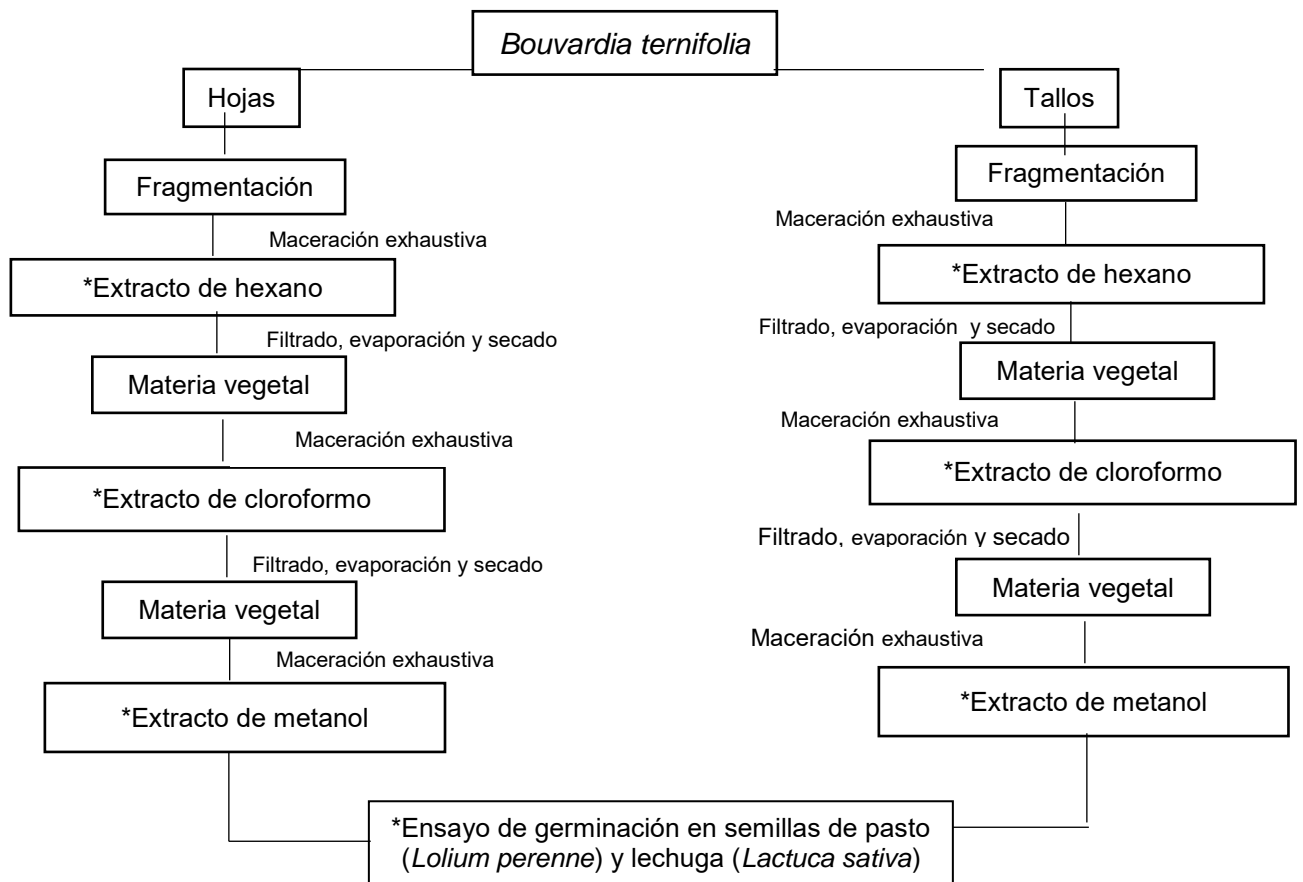 Bouvardia ternifolia
Hojas
Fragmentación
Maceración exhaustiva
*Extracto de hexano
Filtrado, evaporación y secado
Materia vegetal
Maceración exhaustiva
*Extracto de cloroformo
Filtrado, evaporación y secado
Materia vegetal
Maceración exhaustiva
*Extracto de metanol
Tallos
Fragmentación
Maceración exhaustiva
*Extracto de hexano
Filtrado, evaporación y secado
Materia vegetal
Maceración exhaustiva
*Extracto de cloroformo
Filtrado, evaporación y secado
Materia vegetal
Maceración exhaustiva
*Extracto de metanol
*Ensayo de germinación en semillas de pasto
(Lolium perenne) y lechuga (Lactuca sativa)